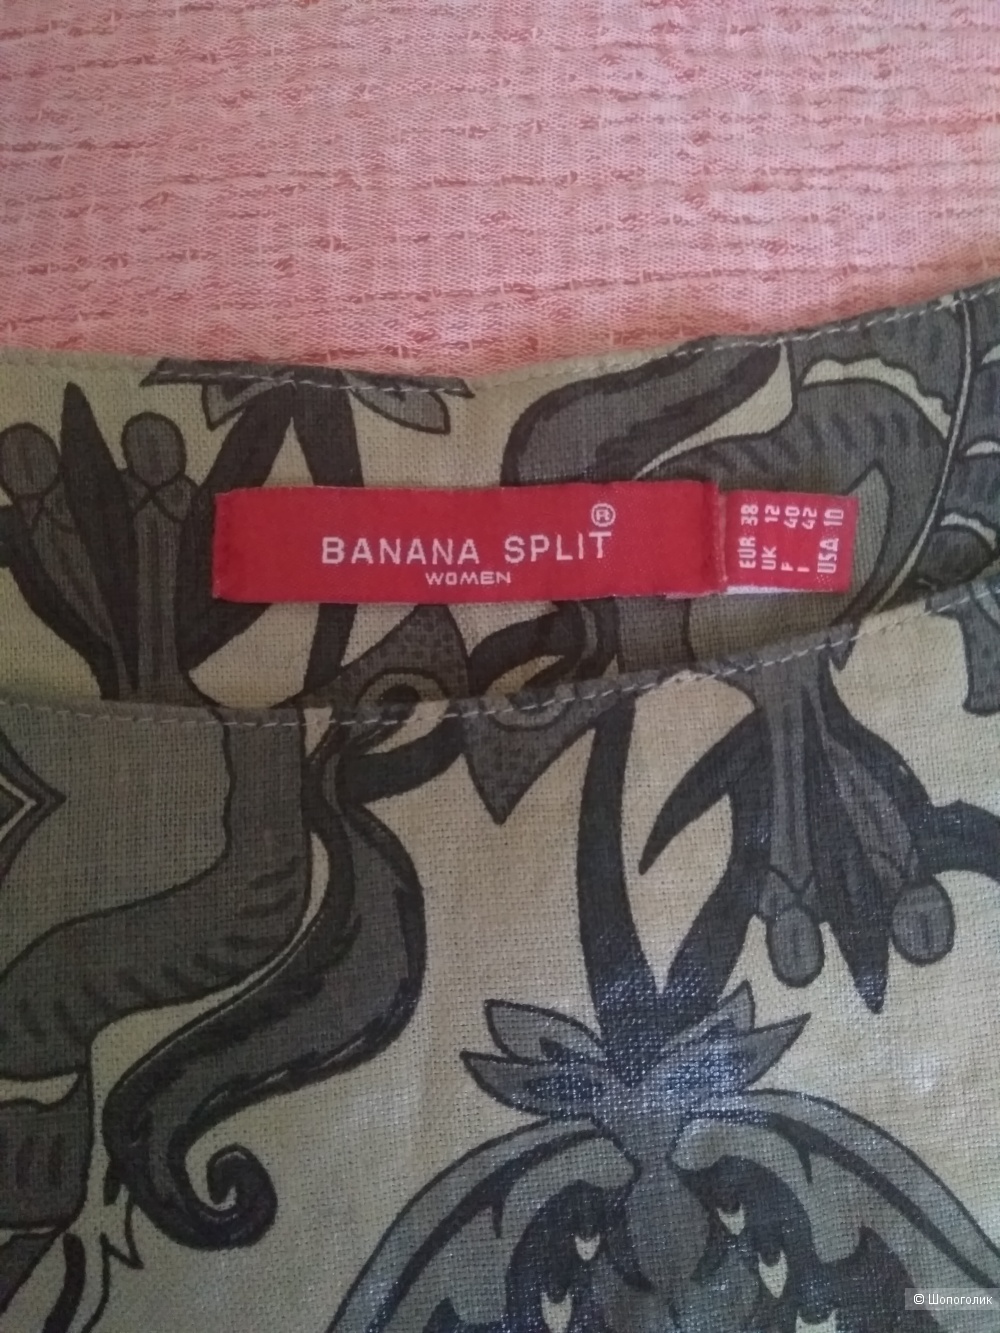 BANANA SPLIT®
WOMEN
EUR 38
UK 12
F 40
I 42
USA 10
© Шопоголик